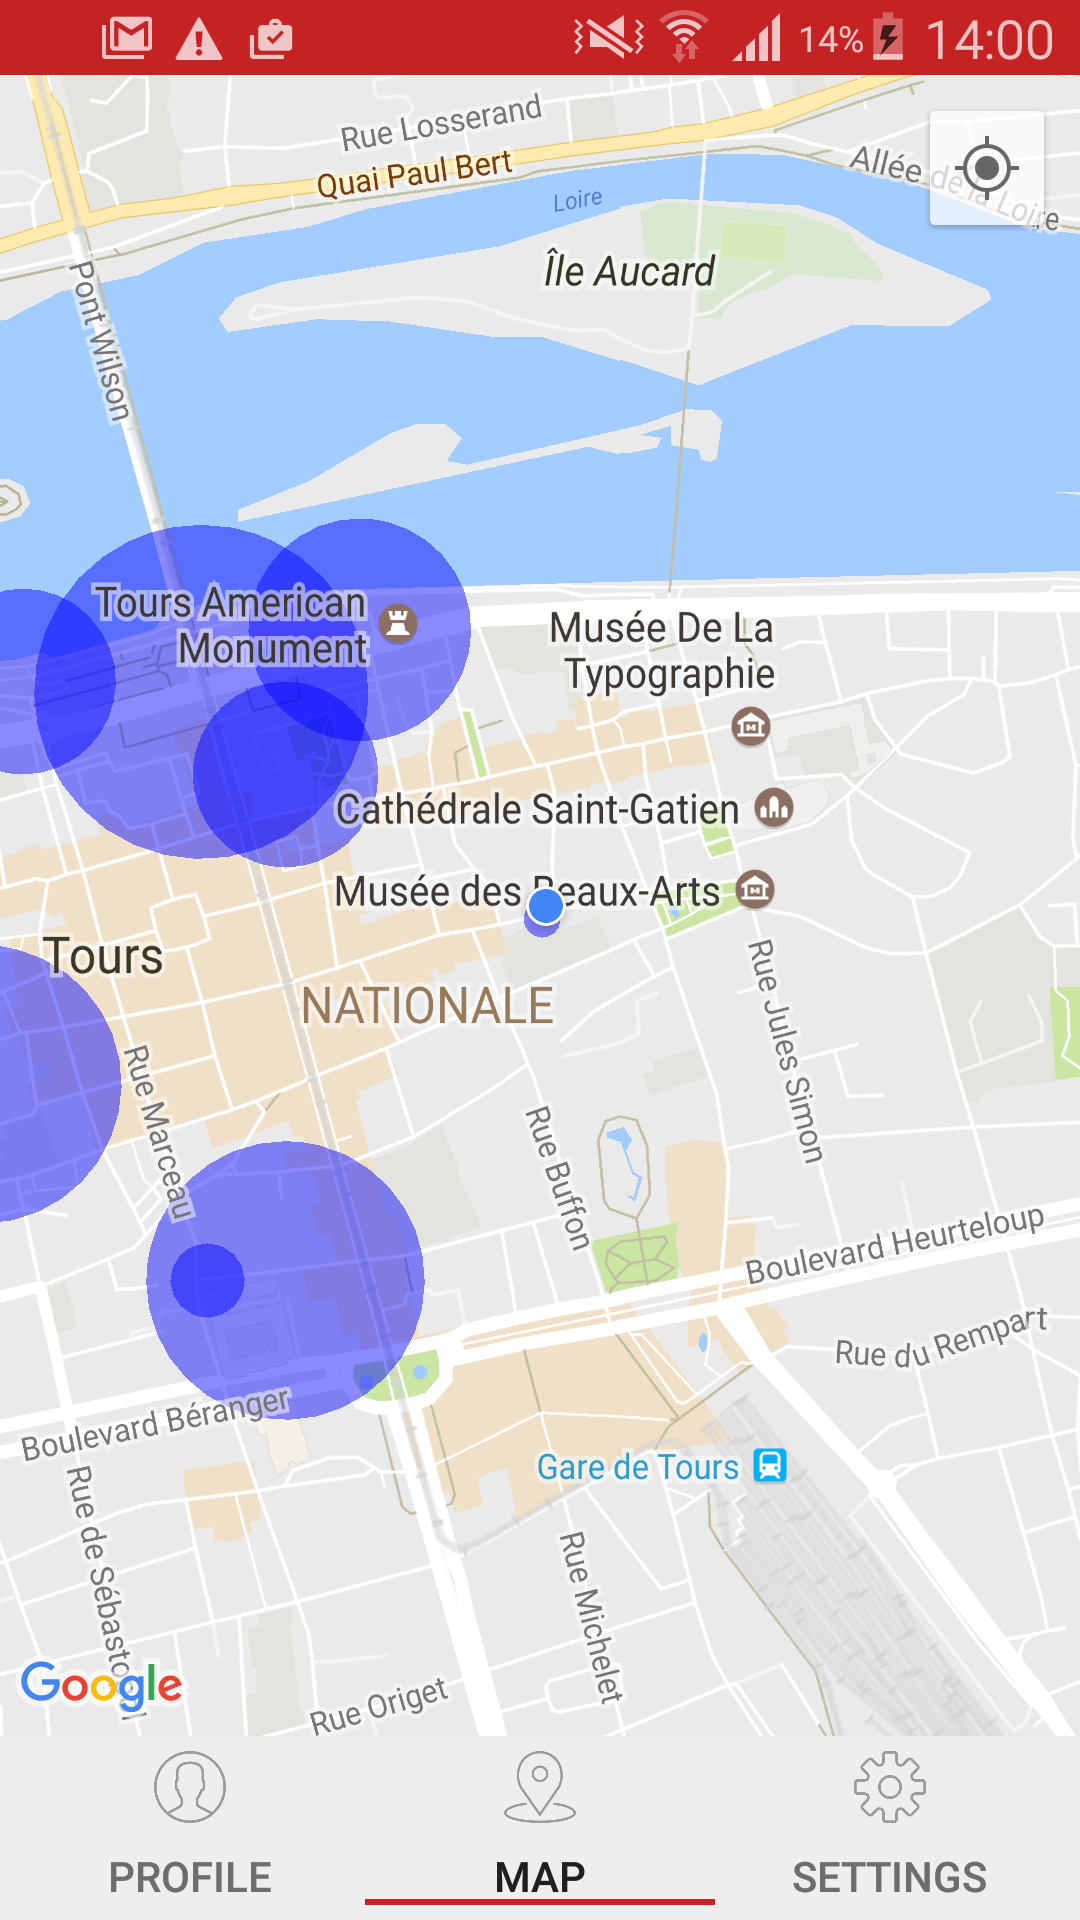 14% 14:00
Rue Losserand
Quai Paul Bert
Allée de la Loire
Loire
Île Aucard
Pont Wilson
Tours American
Monument
Musée De La
Typographie
Cathédrale Saint-Gatien
Musée des Beaux-Arts
Tours
NATIONALE
Rue Jules Simon
Rue Marceau
Rue Buffon
Boulevard Heurteloup
Rue du Rempart
Boulevard Béranger
Gare de Tours
Rue de
Rue Michelet
Google
Rue Origet
PROFILE
MAP
SETTINGS